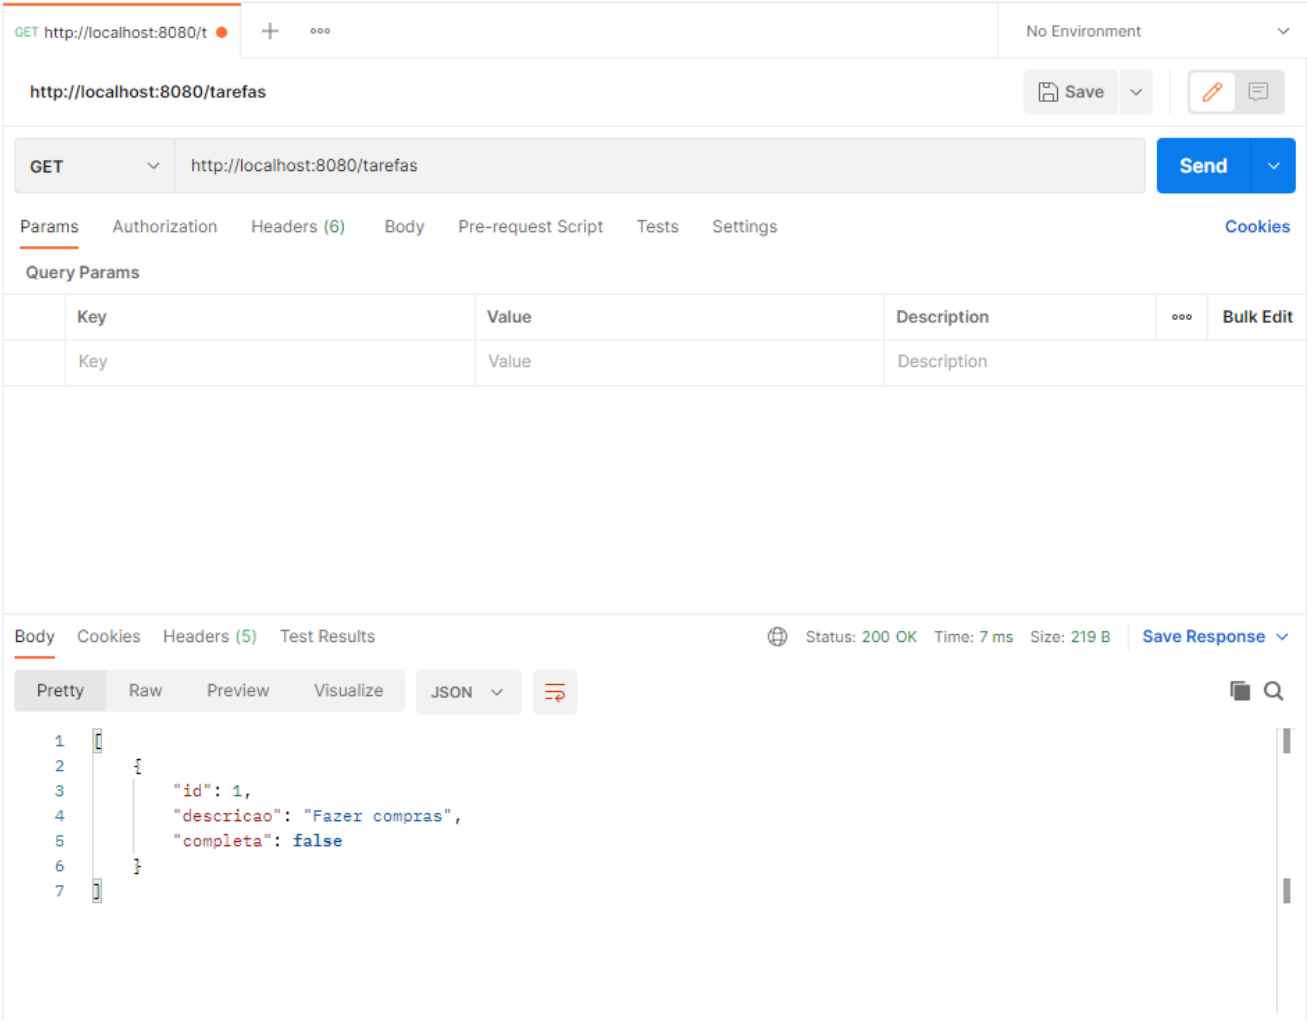 GET http://localhost:8080/t
No Environment
http://localhost:8080/tarefas
Save
GET http://localhost:8080/tarefas Send
Params Authorization Headers (6) Body Pre-request Script Tests Settings Cookies
Query Params
Key Value Description Bulk Edit
Key Value Description
Body Cookies Headers (5) Test Results Status: 200 OK Time: 7 ms Size: 219 B Save Response
Pretty Raw Preview Visualize JSON
1 [
2 {
3 "id": 1,
4 "descricao": "Fazer compras",
5 "completa": false
6 }
7 ]